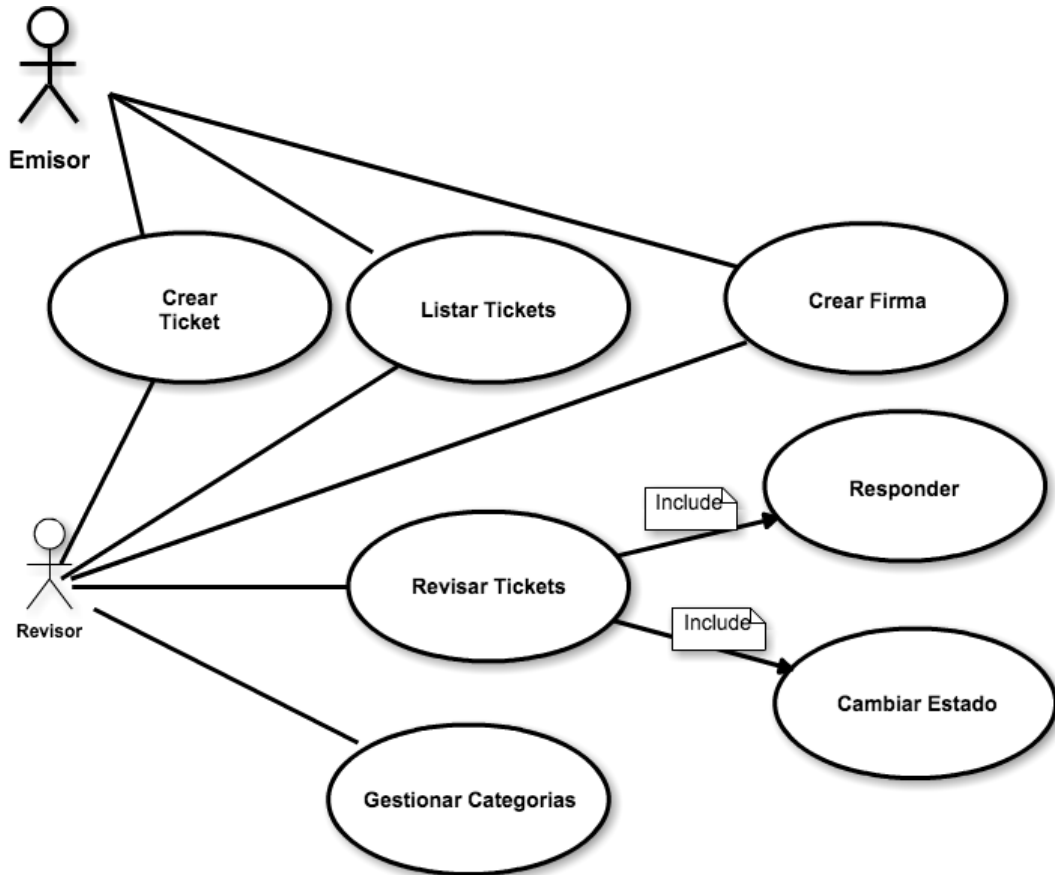 Emisor
Crear
Ticket
Listar Tickets
Crear Firma
Responder
Include
Revisar Tickets
Revisor
Include
Cambiar Estado
Gestionar Categorias